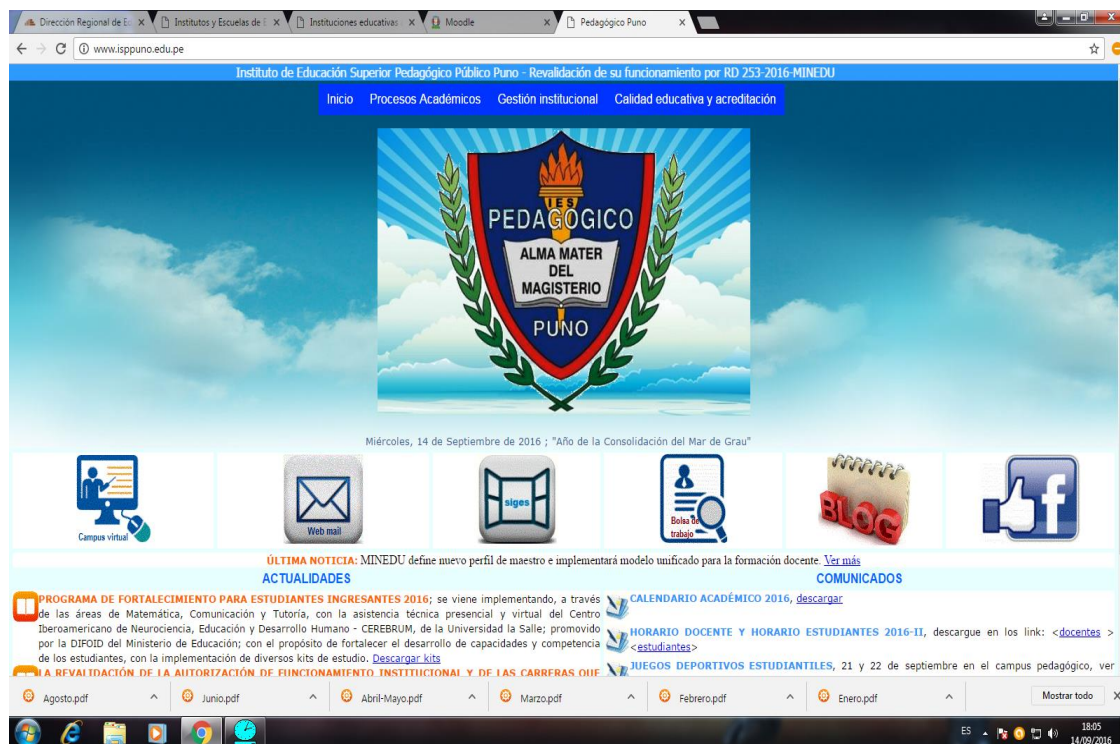 Dirección Regional de Ed
Institutos y Escuelas de E
Instituciones educativas
Moodle
Pedagógico Puno
www.isppuno.edu.pe
Instituto de Educación Superior Pedagógico Público Puno - Revalidación de su funcionamiento por RD 253-2016-MINEDU
Inicio Procesos Académicos Gestión institucional Calidad educativa y acreditación
IES
PEDAGOGICO
ALMA MATER
DEL
MAGISTERIO
PUNO
Miércoles, 14 de Septiembre de 2016 ; "Año de la Consolidación del Mar de Grau"
Campus virtual
Web mail
siges
Bolsa de
trabajo
BLOG
f
ÚLTIMA NOTICIA: MINEDU define nuevo perfil de maestro e implementará modelo unificado para la formación docente. Ver más
ACTUALIDADES
PROGRAMA DE FORTALECIMIENTO PARA ESTUDIANTES INGRESANTES 2016; se viene implementando, a través
de las áreas de Matemática, Comunicación y Tutoría, con la asistencia técnica presencial y virtual del Centro
Iberoamericano de Neurociencia, Educación y Desarrollo Humano - CEREBRUM, de la Universidad la Salle; promovido
por la DIFOID del Ministerio de Educación; con el propósito de fortalecer el desarrollo de capacidades y competencia
de los estudiantes, con la implementación de diversos kits de estudio. Descargar kits
LA REVALIDACIÓN DE LA AUTORIZACIÓN DE FUNCIONAMIENTO INSTITUCIONAL Y DE LAS CARRERAS QUE
COMUNICADOS
CALENDARIO ACADÉMICO 2016, descargar
HORARIO DOCENTE Y HORARIO ESTUDIANTES 2016-II, descargue en los link: <docentes >
<estudiantes>
JUEGOS DEPORTIVOS ESTUDIANTILES, 21 y 22 de septiembre en el campus pedagógico, ver
Agosto.pdf
Junio.pdf
Abril-Mayo.pdf
Marzo.pdf
Febrero.pdf
Enero.pdf
Mostrar todo
ES
18:05
14/09/2016